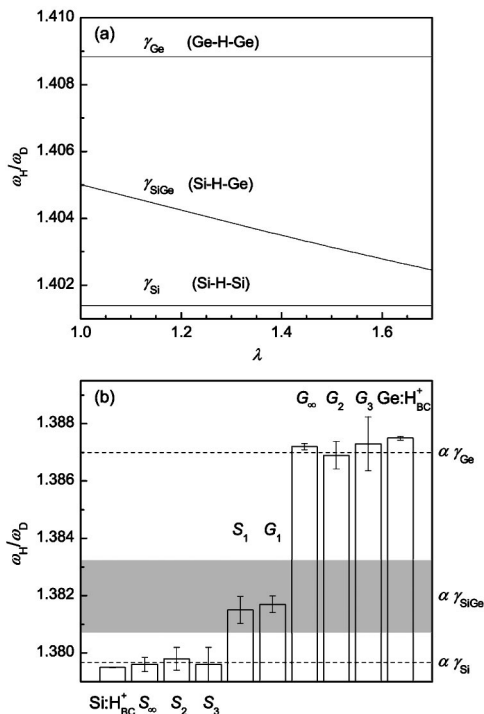 (a)
γGe (Ge-H-Ge)
γSiGe (Si-H-Ge)
γSi (Si-H-Si)
1.410
1.408
1.406
1.404
1.402
ωH/ωD
1.0 1.2 1.4 1.6
λ
(b)
G∞ G2 G3 Ge:H+BC
S1 G1
1.388
1.386
1.384
1.382
1.380
ωH/ωD
α γGe
α γSiGe
α γSi
Si:H+BC S∞ S2 S3